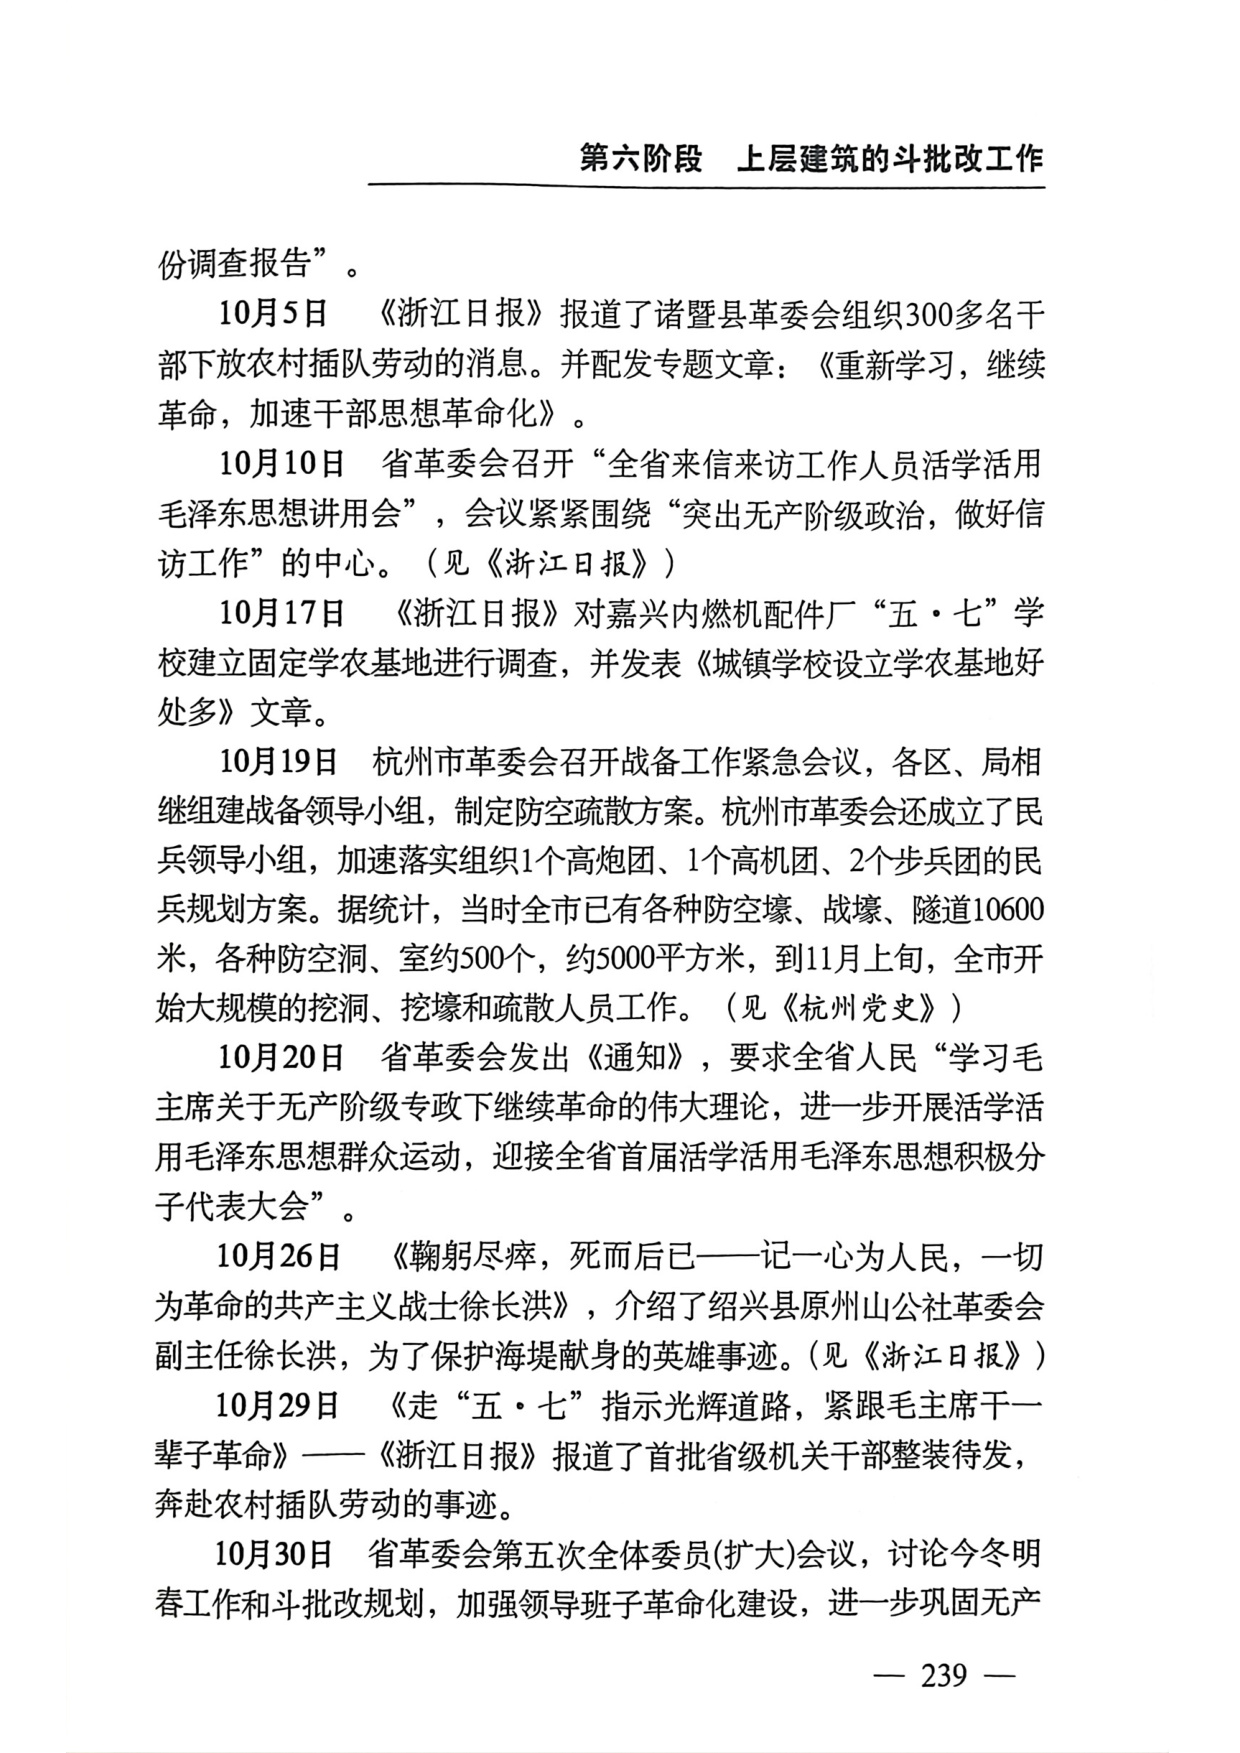 第六阶段　上层建筑的斗批改工作
份调查报告”。
10月5日　《浙江日报》报道了诸暨县革委会组织300多名干
部下放农村插队劳动的消息。并配发专题文章：《重新学习，继续
革命，加速干部思想革命化》。
10月10日　省革委会召开“全省来信来访工作人员活学活用
毛泽东思想讲用会”，会议紧紧围绕“突出无产阶级政治，做好信
访工作”的中心。（见《浙江日报》）
10月17日　《浙江日报》对嘉兴内燃机配件厂“五·七”学
校建立固定学农基地进行调查，并发表《城镇学校设立学农基地好
处多》文章。
10月19日　杭州市革委会召开战备工作紧急会议，各区、局相
继组建战备领导小组，制定防空疏散方案。杭州市革委会还成立了民
兵领导小组，加速落实组织1个高炮团、1个高机团、2个步兵团的民
兵规划方案。据统计，当时全市已有各种防空壕、战壕、隧道10600
米，各种防空洞、室约500个，约5000平方米，到11月上旬，全市开
始大规模的挖洞、挖壕和疏散人员工作。（见《杭州党史》）
10月20日　省革委会发出《通知》，要求全省人民“学习毛
主席关于无产阶级专政下继续革命的伟大理论，进一步开展活学活
用毛泽东思想群众运动，迎接全省首届活学活用毛泽东思想积极分
子代表大会”。
10月26日　《鞠躬尽瘁，死而后已——记一心为人民，一切
为革命的共产主义战士徐长洪》，介绍了绍兴县原州山公社革委会
副主任徐长洪，为了保护海堤献身的英雄事迹。（见《浙江日报》）
10月29日　《走“五·七”指示光辉道路，紧跟毛主席干一
辈子革命》——《浙江日报》报道了首批省级机关干部整装待发，
奔赴农村插队劳动的事迹。
10月30日　省革委会第五次全体委员(扩大)会议，讨论今冬明
春工作和斗批改规划，加强领导班子革命化建设，进一步巩固无产
— 239 —